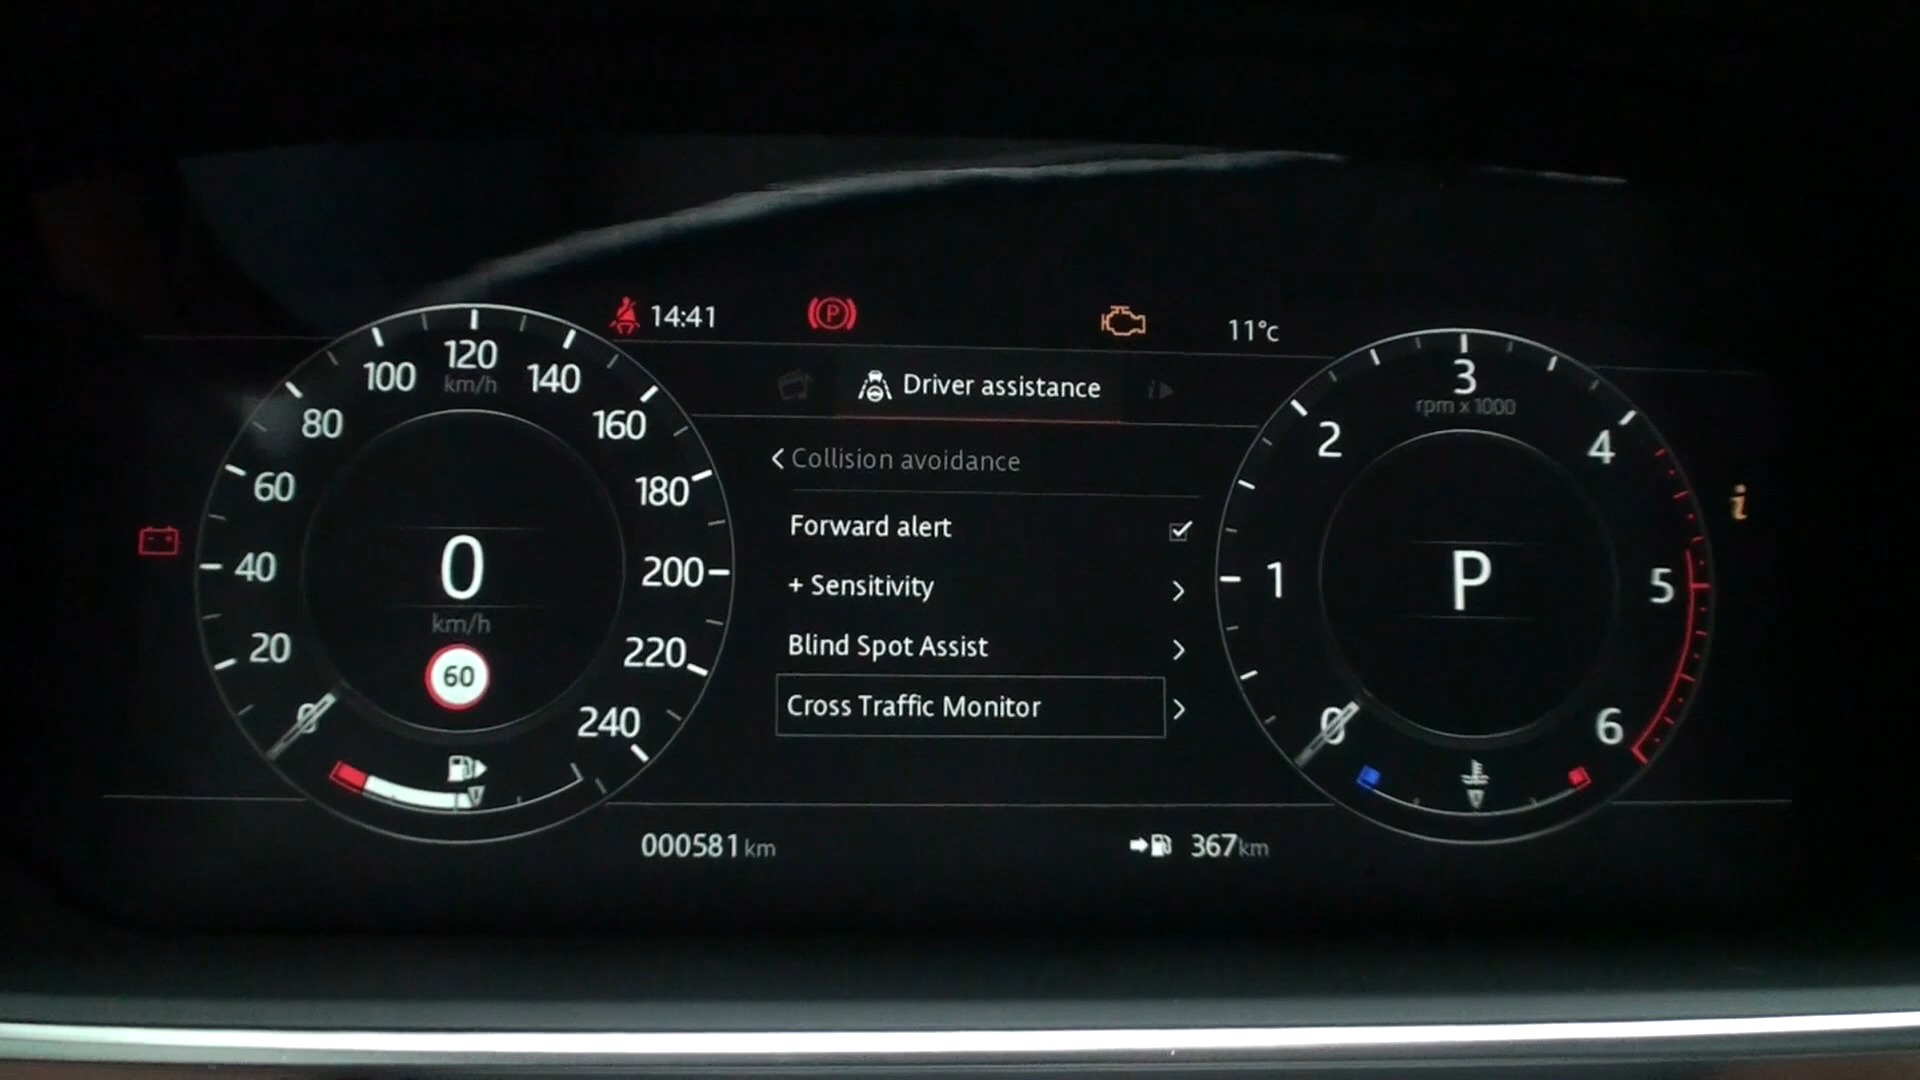 14:41
P
11°c
Driver assistance
i
Collision avoidance
Forward alert
+ Sensitivity
Blind Spot Assist
Cross Traffic Monitor
0
20
40
60
80
100
120
km/h
140
160
180
200
220
240
0
km/h
60
0
1
2
3
rpm x 1000
4
5
6
P
i
000581 km
367km